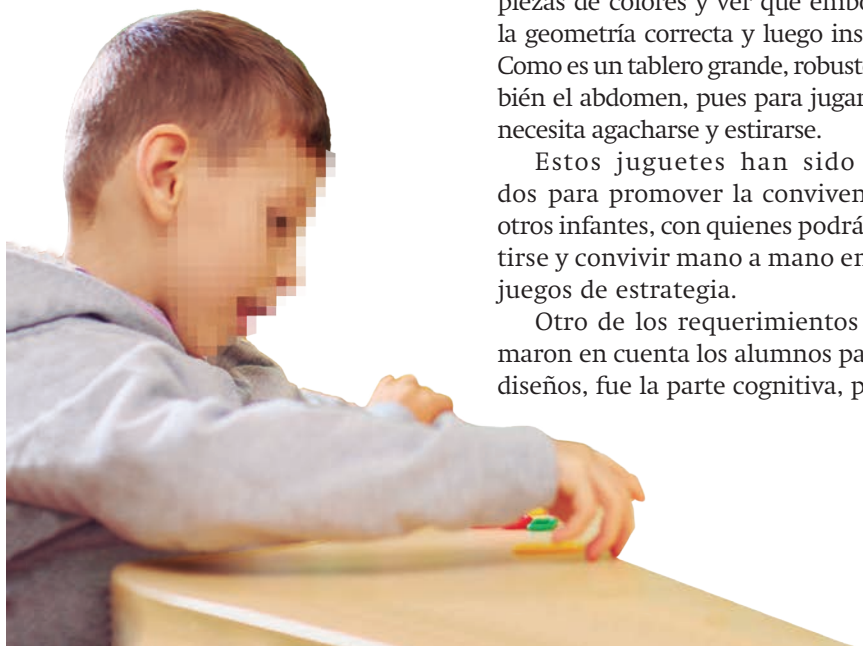 piezas de colores y ver que embo
la geometría correcta y luego ins
Como es un tablero grande, robust
bién el abdomen, pues para jugar
necesita agacharse y estirarse.
Estos juguetes han sido
dos para promover la conviven
otros infantes, con quienes podrá
tirse y convivir mano a mano en
juegos de estrategia.
Otro de los requerimientos
maron en cuenta los alumnos pa
diseños, fue la parte cognitiva, p